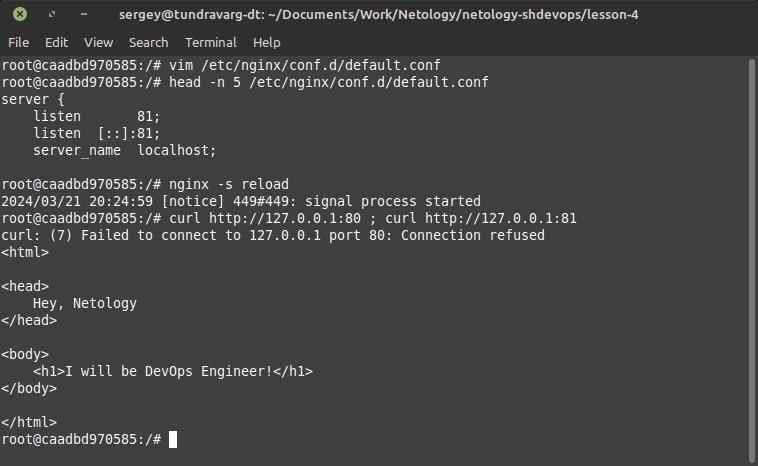 sergey@tundravarg-dt: ~/Documents/Work/Netology/netology-shdevops/lesson-4
File Edit View Search Terminal Help
root@caadbd970585:/# vim /etc/nginx/conf.d/default.conf
root@caadbd970585:/# head -n 5 /etc/nginx/conf.d/default.conf
server {
    listen       81;
    listen  [::]:81;
    server_name  localhost;

root@caadbd970585:/# nginx -s reload
2024/03/21 20:24:59 [notice] 449#449: signal process started
root@caadbd970585:/# curl http://127.0.0.1:80 ; curl http://127.0.0.1:81
curl: (7) Failed to connect to 127.0.0.1 port 80: Connection refused
<html>

<head>
    Hey, Netology
</head>

<body>
    <h1>I will be DevOps Engineer!</h1>
</body>

</html>
root@caadbd970585:/#